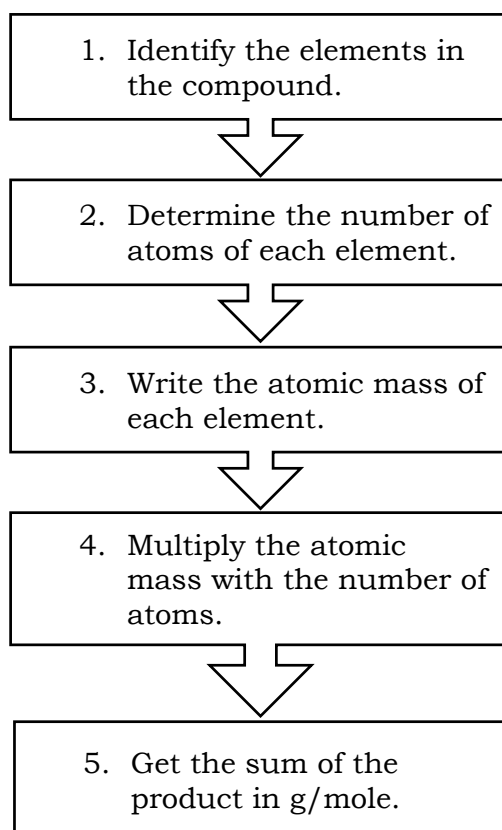 1. Identify the elements in
the compound.
2. Determine the number of
atoms of each element.
3. Write the atomic mass of
each element.
4. Multiply the atomic
mass with the number of
atoms.
5. Get the sum of the
product in g/mole.